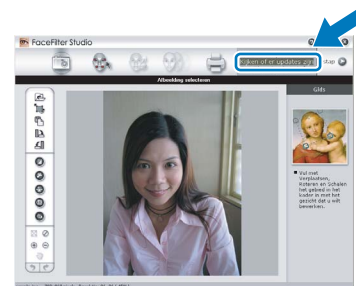 FaceFilter Studio
Kijken of er updates zijn
stap
Afbeelding selecteren
Gids
Vul met
Verplaatsen,
Roteren en Schalen
het gebied in het
kader in met het
gezicht dat u wilt
bewerken.